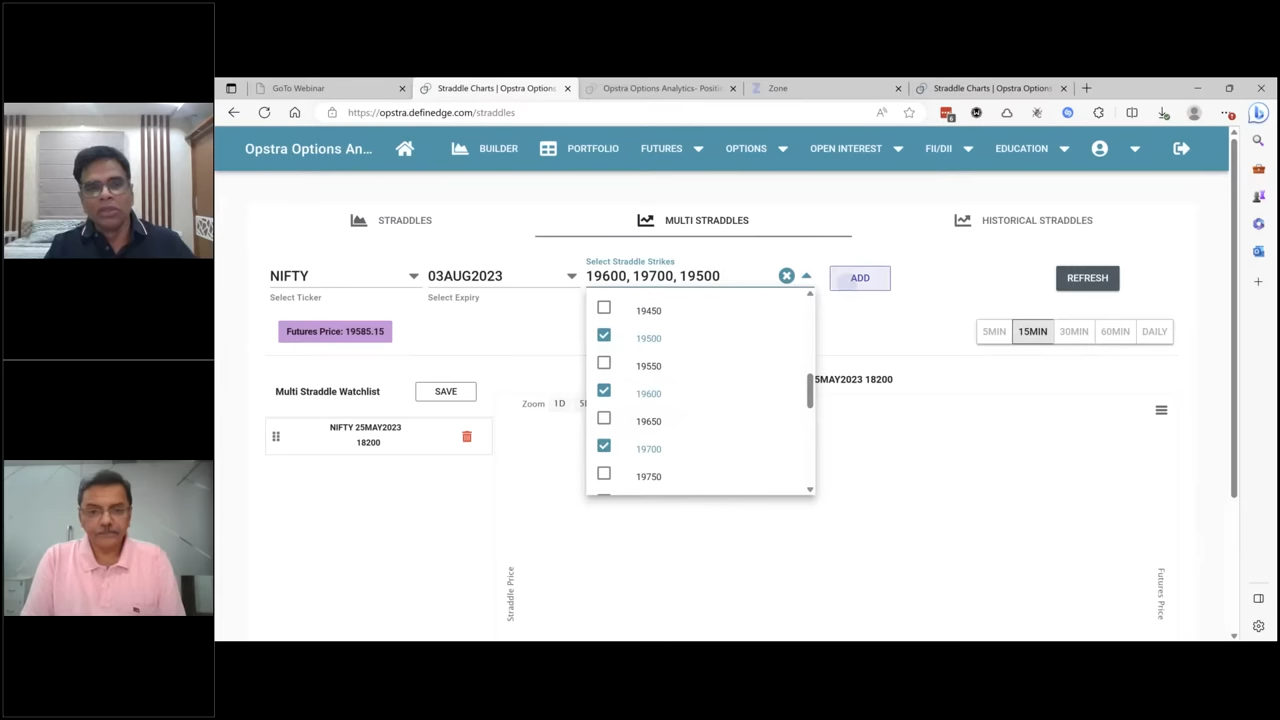 GoTo Webinar
Straddle Charts | Opstra Options
Opstra Options Analytics- Positi
Zone
Straddle Charts | Opstra Options
https://opstra.definedge.com/straddles
Opstra Options An...
BUILDER
PORTFOLIO
FUTURES
OPTIONS
OPEN INTEREST
FII/DII
EDUCATION
STRADDLES
MULTI STRADDLES
HISTORICAL STRADDLES
Select Straddle Strikes
NIFTY
03AUG2023
19600, 19700, 19500
ADD
REFRESH
Select Ticker
Select Expiry
19450
Futures Price: 19585.15
5MIN
15MIN
30MIN
60MIN
DAILY
19500
19550
5MAY2023 18200
Multi Straddle Watchlist
SAVE
19600
Zoom
1D
19650
NIFTY 25MAY2023
18200
19700
19750
Straddle Price
Futures Price